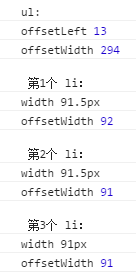 ul:
offsetLeft 13
offsetWidth 294
第1个 li:
width 91.5px
offsetWidth 92
第2个 li:
width 91.5px
offsetWidth 91
第3个 li:
width 91px
offsetWidth 91